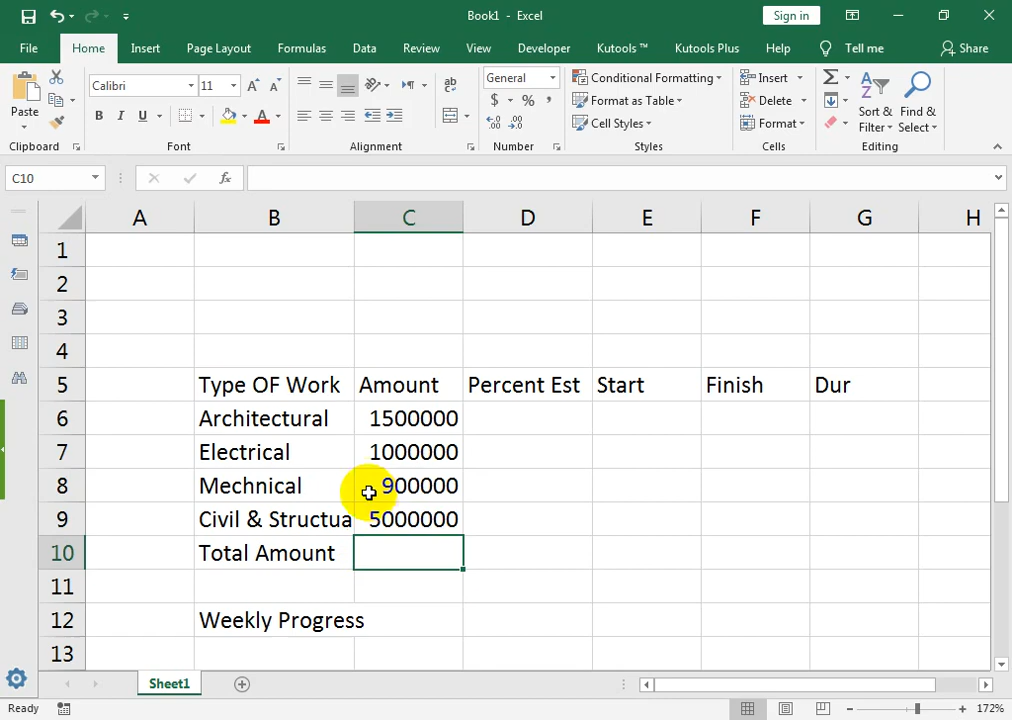 Book1 - Excel
Sign in
File Home Insert Page Layout Formulas Data Review View Developer Kutools ™ Kutools Plus Help Tell me Share
Paste
Calibri 11
B I U
ab
General
$ % ,
Conditional Formatting
Format as Table
Cell Styles
Insert
Delete
Format
Σ
Sort & Filter
Find & Select
Clipboard Font Alignment Number Styles Cells Editing
C10 fx
A B C D E F G H
1
2
3
4
5 Type OF Work Amount Percent Est Start Finish Dur
6 Architectural 1500000
7 Electrical 1000000
8 Mechnical 900000
9 Civil & Structua 5000000
10 Total Amount
11
12 Weekly Progress
13
Sheet1
Ready 172%